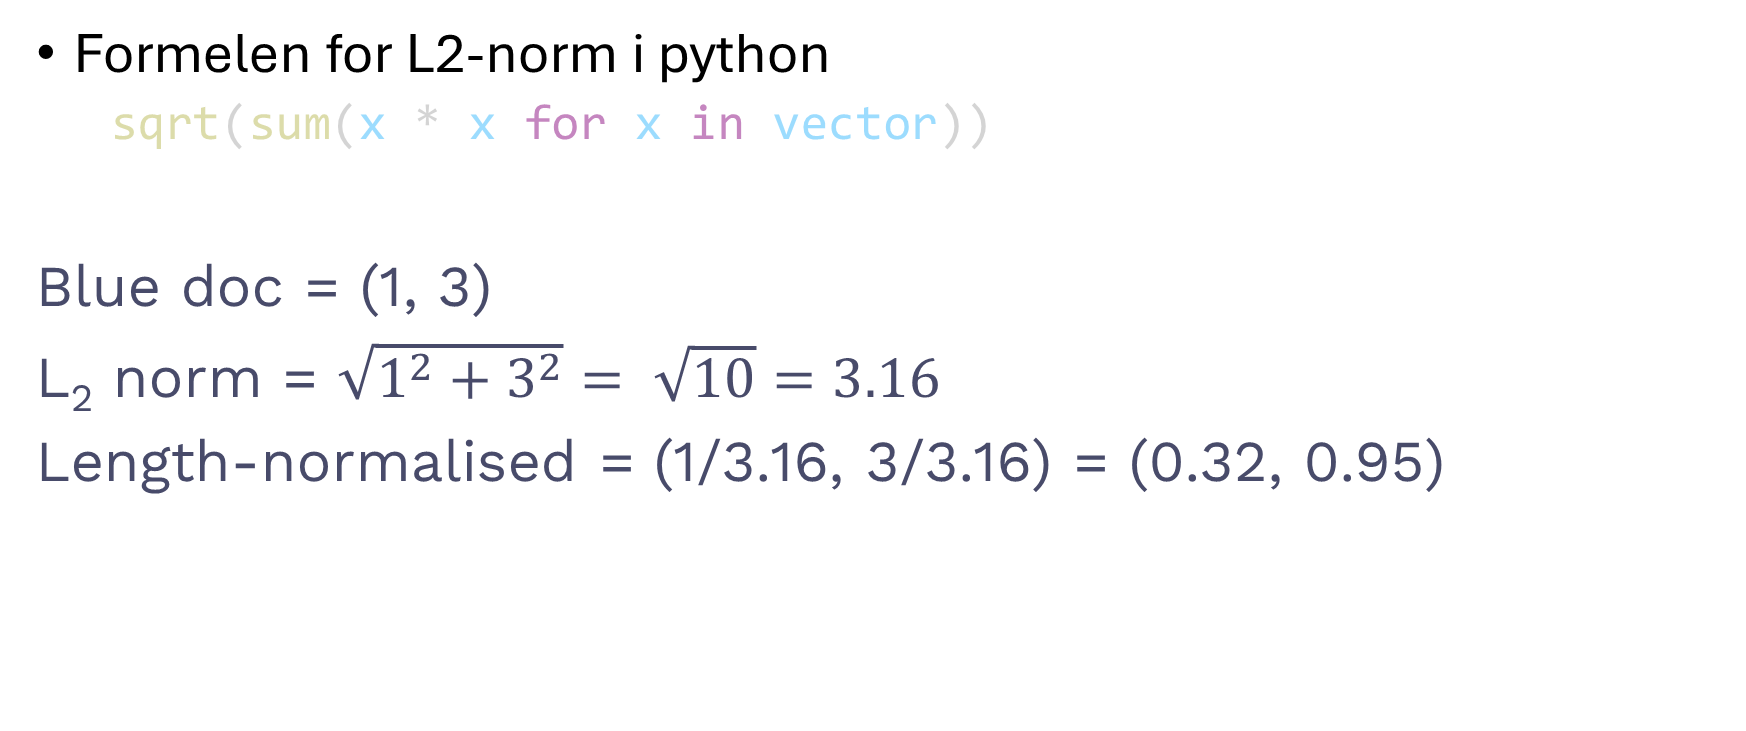 • Formelen for L2-norm i python
sqrt(sum(x * x for x in vector))
Blue doc = (1, 3)
L₂ norm = √(1² + 3²) = √10 = 3.16
Length-normalised = (1/3.16, 3/3.16) = (0.32, 0.95)